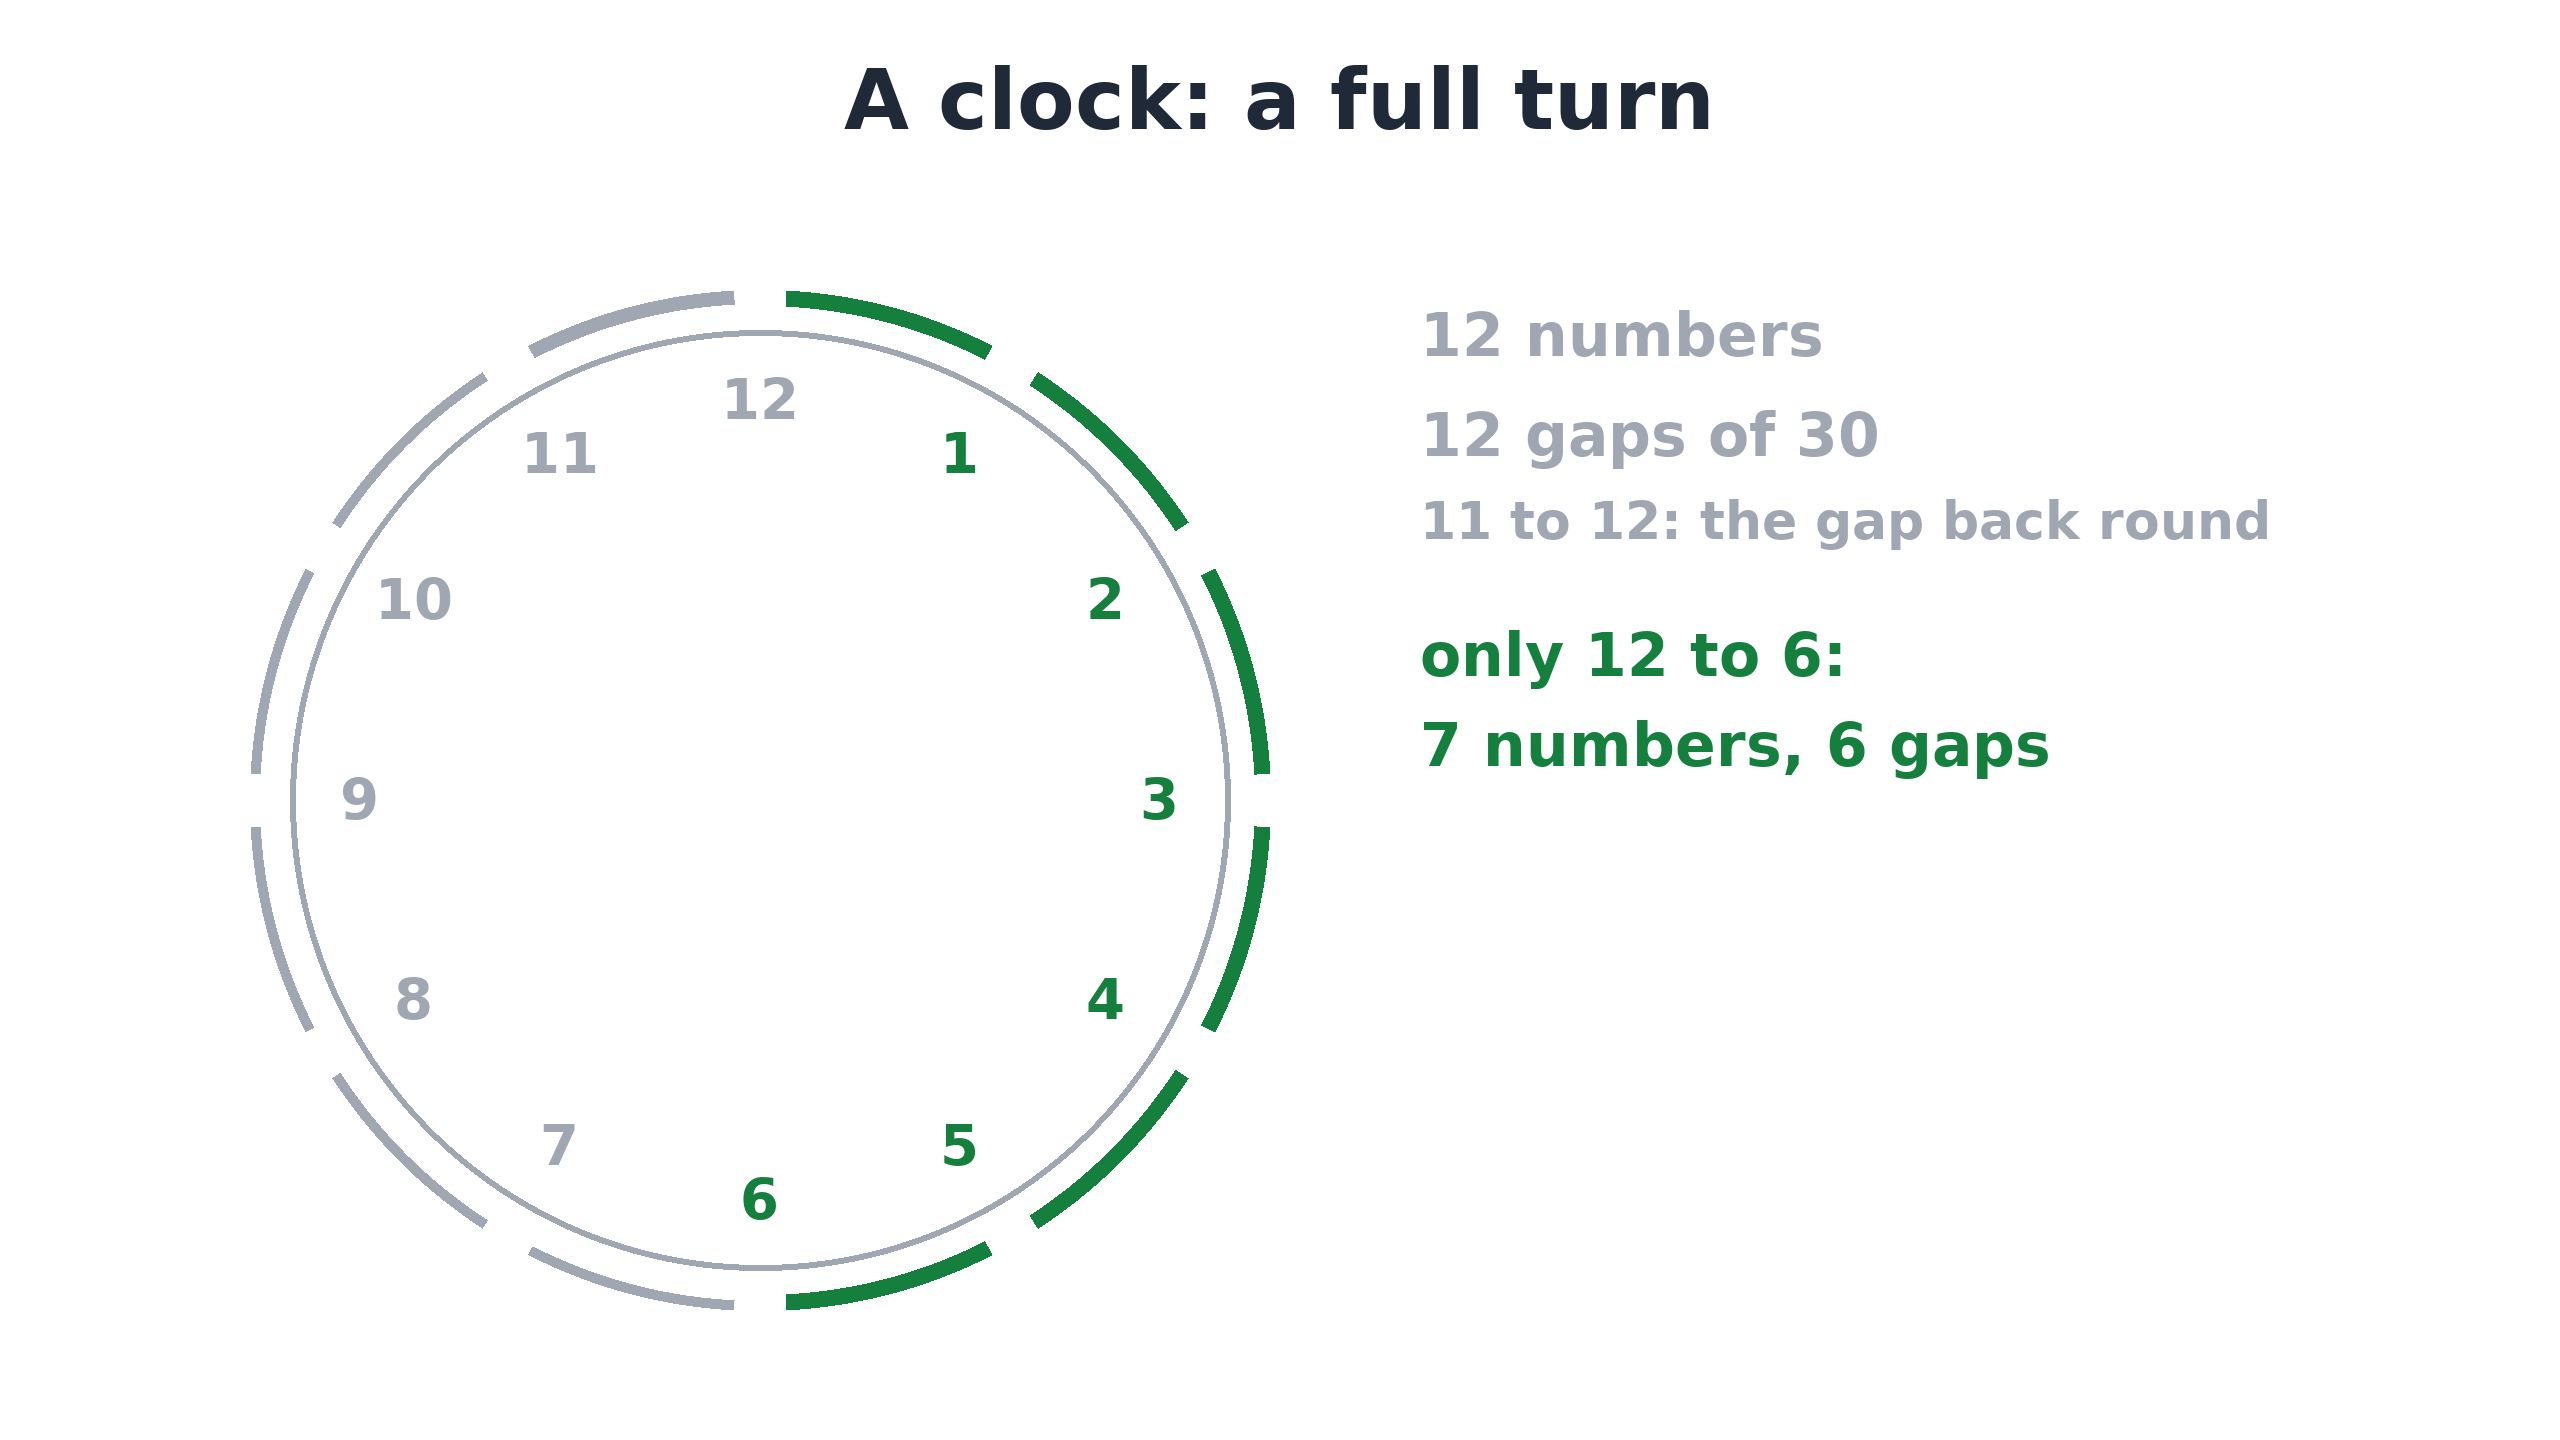 A clock: a full turn
12 numbers
12 gaps of 30
11 to 12: the gap back round
only 12 to 6:
7 numbers, 6 gaps
12
11
1
10
2
9
3
8
4
7
5
6